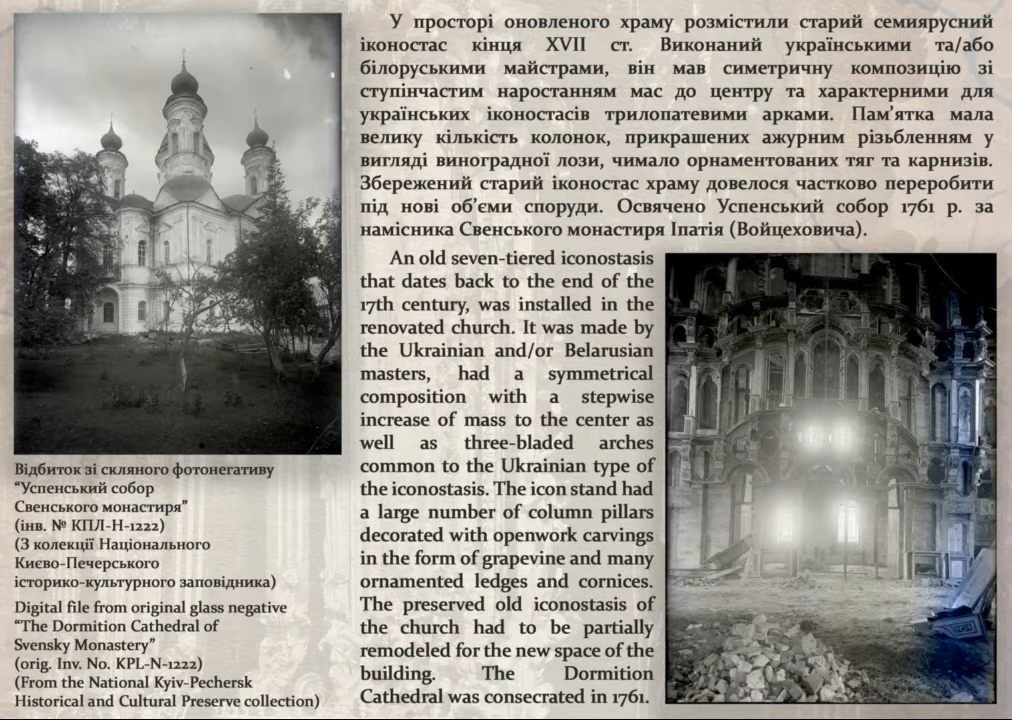 У просторі оновленого храму розмістили старий семиярусний
іконостас кінця XVII ст. Виконаний українськими та/або
білоруськими майстрами, він мав симетричну композицію зі
ступінчастим наростанням мас до центру та характерними для
українських іконостасів трилопатевими арками. Пам’ятка мала
велику кількість колонок, прикрашених ажурним різьбленням у
вигляді виноградної лози, чимало орнаментованих тяг та карнизів.
Збережений старий іконостас храму довелося частково переробити
під нові об’єми споруди. Освячено Успенський собор 1761 р. за
намісника Свенського монастиря Іпатія (Войцеховича).
An old seven-tiered iconostasis
that dates back to the end of the
17th century, was installed in the
renovated church. It was made by
the Ukrainian and/or Belarusian
masters, had a symmetrical
composition with a stepwise
increase of mass to the center as
well as three-bladed arches
common to the Ukrainian type of
the iconostasis. The icon stand had
a large number of column pillars
decorated with openwork carvings
in the form of grapevine and many
ornamented ledges and cornices.
The preserved old iconostasis of
the church had to be partially
remodeled for the new space of the
building. The Dormition
Cathedral was consecrated in 1761.
Відбиток зі скляного фотонегативу
“Успенський собор
Свенського монастиря”
(інв. № КПЛ-Н-1222)
(З колекції Національного
Києво-Печерського
історико-культурного заповідника)
Digital file from original glass negative
“The Dormition Cathedral of
Svensky Monastery”
(orig. Inv. No. KPL-N-1222)
(From the National Kyiv-Pechersk
Historical and Cultural Preserve collection)